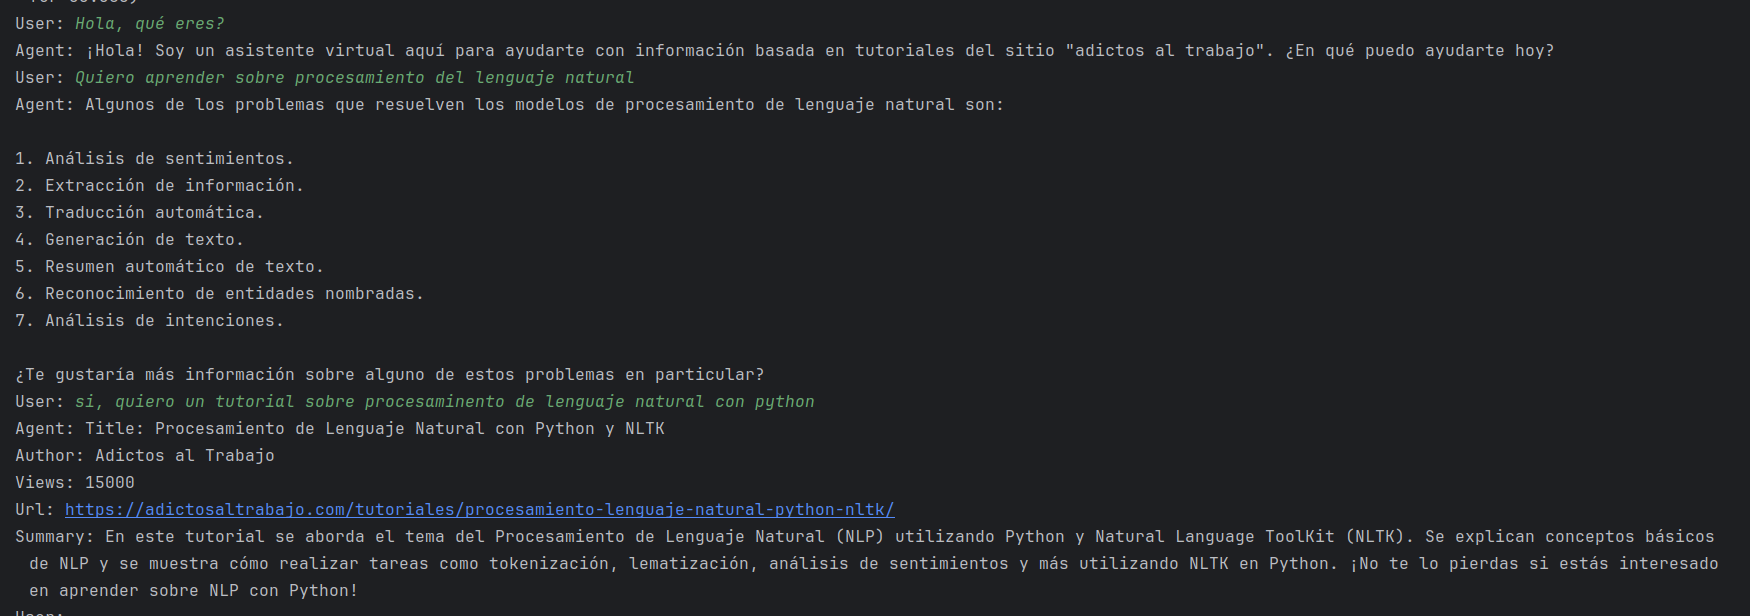 User: Hola, qué eres?
Agent: ¡Hola! Soy un asistente virtual aquí para ayudarte con información basada en tutoriales del sitio "adictos al trabajo". ¿En qué puedo ayudarte hoy?
User: Quiero aprender sobre procesamiento del lenguaje natural
Agent: Algunos de los problemas que resuelven los modelos de procesamiento de lenguaje natural son:
1. Análisis de sentimientos.
2. Extracción de información.
3. Traducción automática.
4. Generación de texto.
5. Resumen automático de texto.
6. Reconocimiento de entidades nombradas.
7. Análisis de intenciones.
¿Te gustaría más información sobre alguno de estos problemas en particular?
User: si, quiero un tutorial sobre procesaminento de lenguaje natural con python
Agent: Title: Procesamiento de Lenguaje Natural con Python y NLTK
Author: Adictos al Trabajo
Views: 15000
Url: https://adictosaltrabajo.com/tutoriales/procesamiento-lenguaje-natural-python-nltk/
Summary: En este tutorial se aborda el tema del Procesamiento de Lenguaje Natural (NLP) utilizando Python y Natural Language ToolKit (NLTK). Se explican conceptos básicos
de NLP y se muestra cómo realizar tareas como tokenización, lematización, análisis de sentimientos y más utilizando NLTK en Python. ¡No te lo pierdas si estás interesado
en aprender sobre NLP con Python!
User: